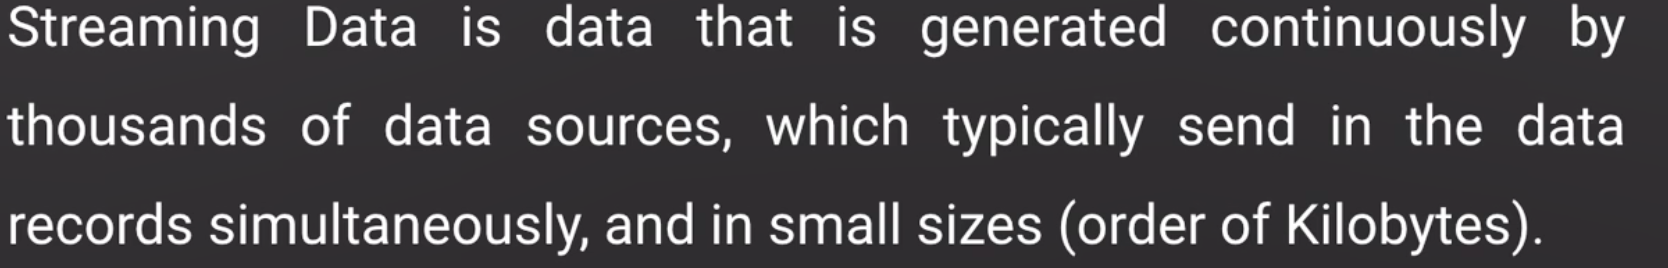 Streaming Data is data that is generated continuously by
thousands of data sources, which typically send in the data
records simultaneously, and in small sizes (order of Kilobytes).